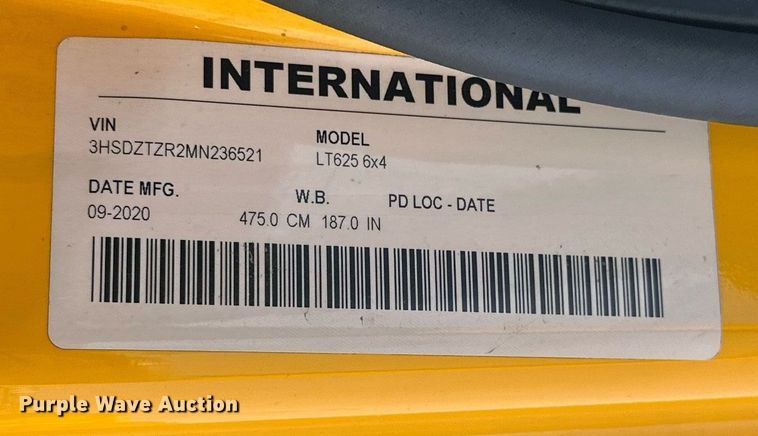 INTERNATIONAL
VIN MODEL
3HSDZTZR2MN236521 LT625 6x4
DATE MFG. W.B. PD LOC - DATE
09-2020 475.0 CM 187.0 IN
Purple Wave Auction